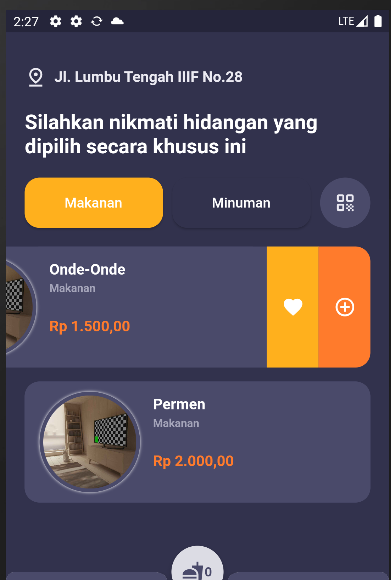 2:27
LTE
Jl. Lumbu Tengah IIIF No.28
Silahkan nikmati hidangan yang
dipilih secara khusus ini
Makanan
Minuman
Onde-Onde
Makanan
Rp 1.500,00
Permen
Makanan
Rp 2.000,00
0